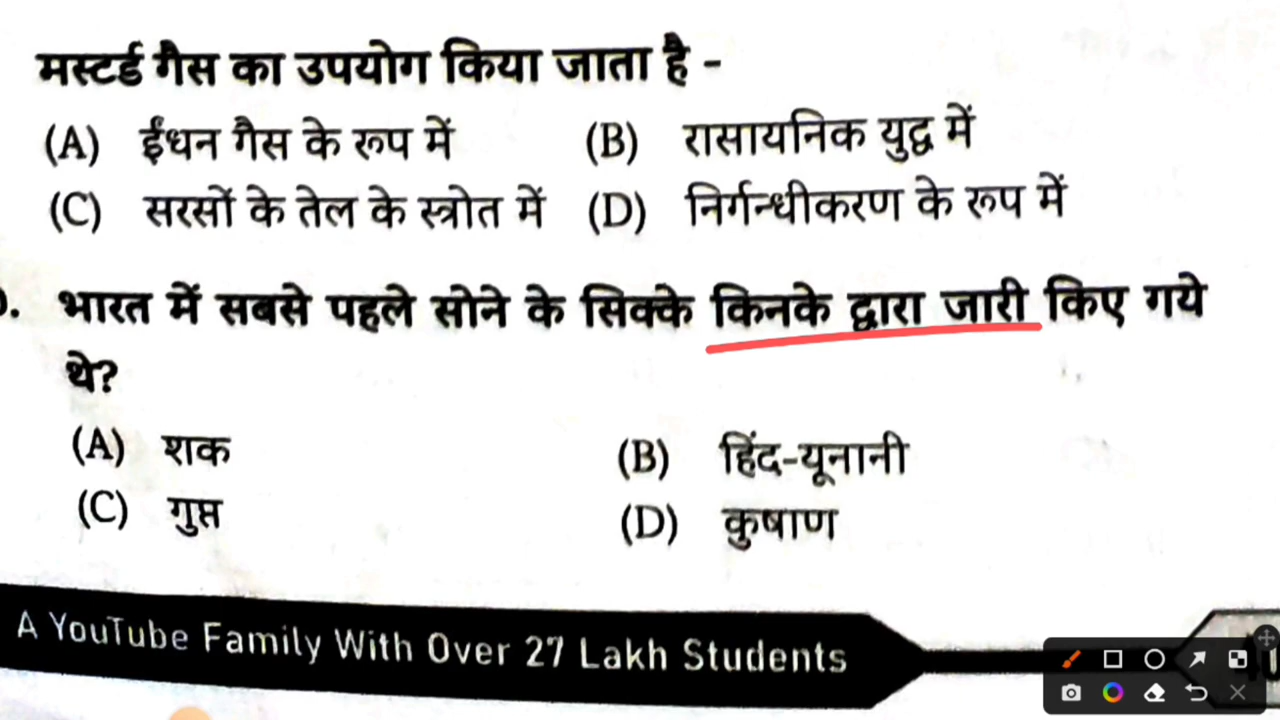 मस्टर्ड गैस का उपयोग किया जाता है -
(A) ईंधन गैस के रूप में (B) रासायनिक युद्ध में
(C) सरसों के तेल के स्त्रोत में (D) निर्गन्धीकरण के रूप में
भारत में सबसे पहले सोने के सिक्के किनके द्वारा जारी किए गये
थे?
(A) शक (B) हिंद-यूनानी
(C) गुप्त (D) कुषाण
A YouTube Family With Over 27 Lakh Students